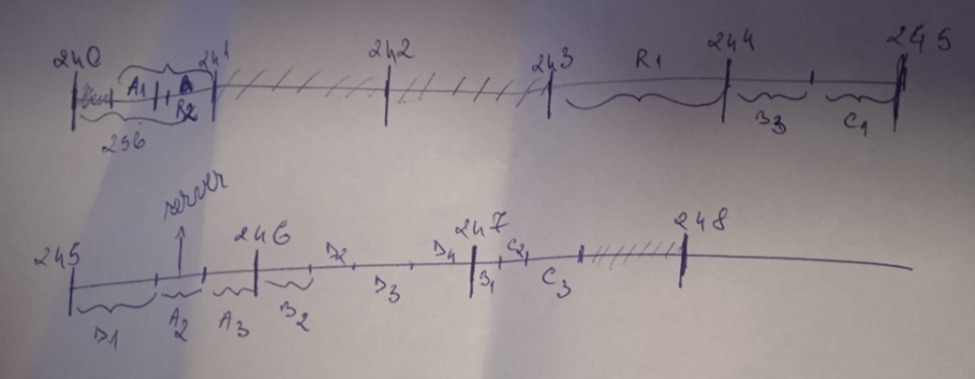 240 241 242 243 R1 244 245
A1 R2 B3 C1
256
server
245 246 D2 D4 247 C2 248
D1 A2 A3 B2 D3 B1 C3